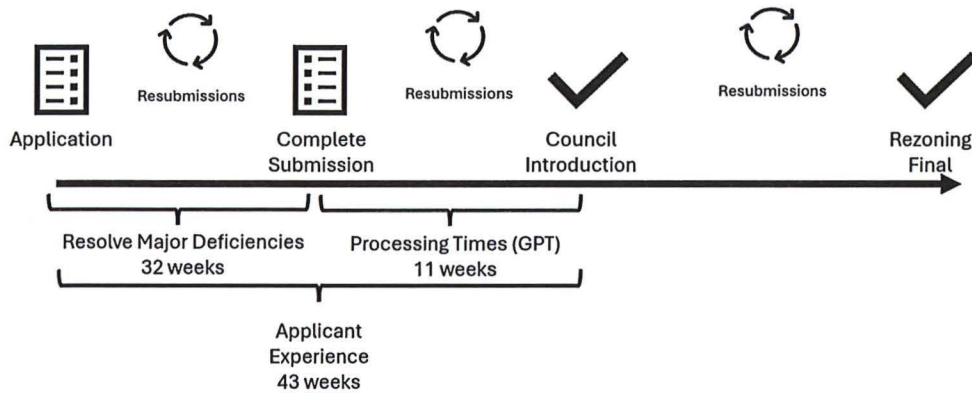 Resubmissions
Resubmissions
Resubmissions
Application
Complete
Submission
Council
Introduction
Rezoning
Final
Resolve Major Deficiencies
32 weeks
Processing Times (GPT)
11 weeks
Applicant
Experience
43 weeks